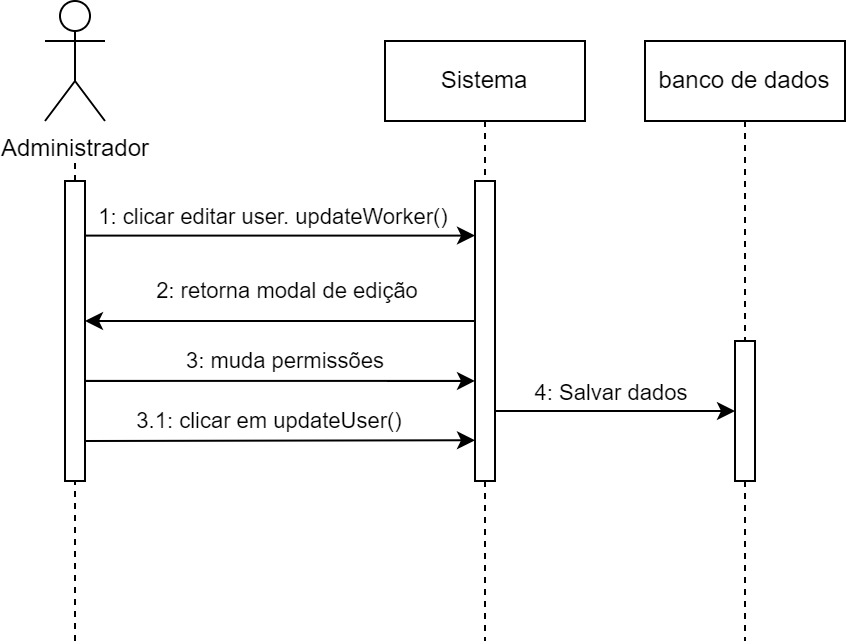 Sistema
banco de dados
Administrador
1: clicar editar user. updateWorker()
2: retorna modal de edição
3: muda permissões
4: Salvar dados
3.1: clicar em updateUser()